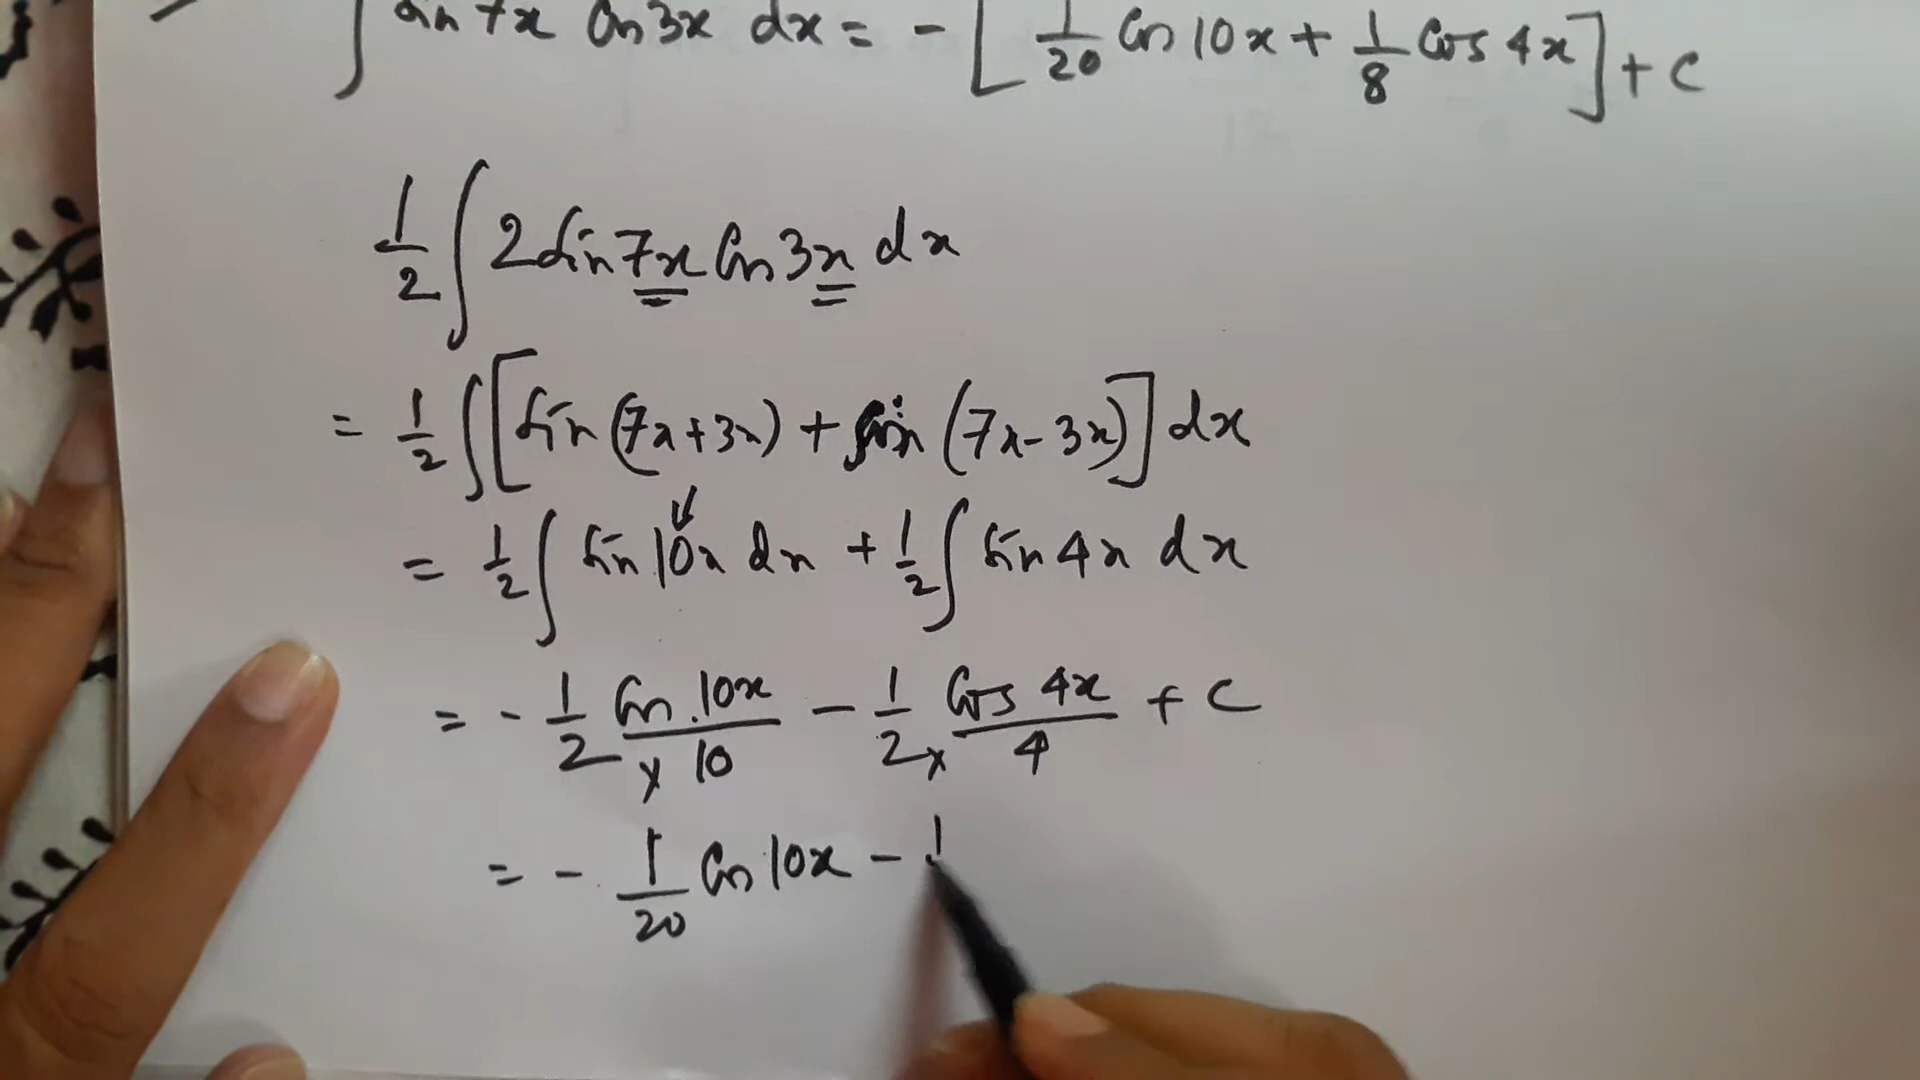 ∫ sin 7x cos 3x dx = - [ 1/20 cos 10x + 1/8 cos 4x ] + c
1/2 ∫ 2 sin 7x cos 3x dx
= 1/2 ∫ [ sin (7x+3x) + sin (7x-3x) ] dx
= 1/2 ∫ sin 10x dx + 1/2 ∫ sin 4x dx
= - 1/2 × cos 10x/10 - 1/2 × cos 4x/4 + c
= - 1/20 cos 10x - 1